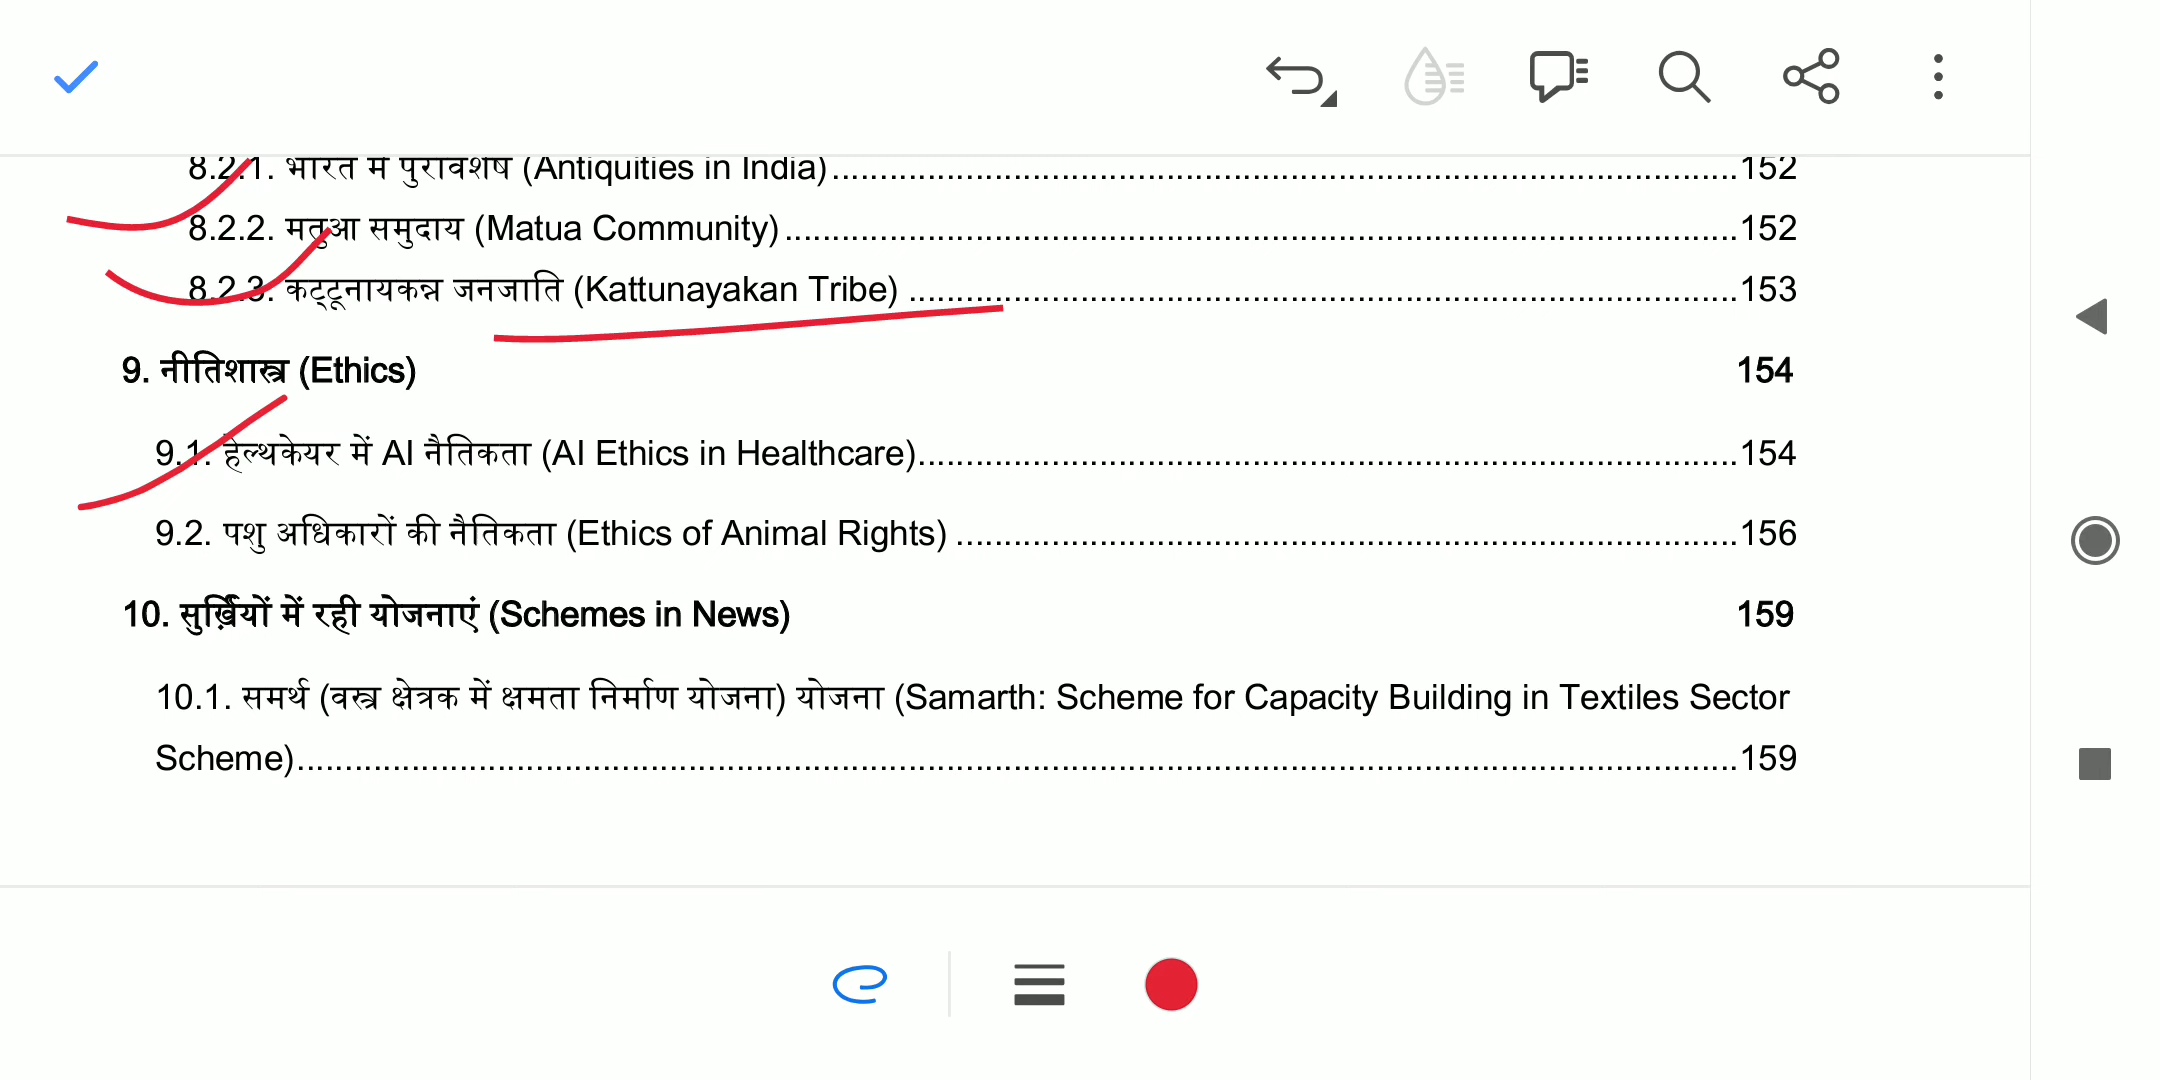 8.2.1. भारत में पुरावशेष (Antiquities in India)..........................................................................................152
8.2.2. मतुआ समुदाय (Matua Community)...............................................................................................152
8.2.3. कट्टूनायकन्न जनजाति (Kattunayakan Tribe) ..................................................................................153
9. नीतिशास्त्र (Ethics) 154
9.1. हेल्थकेयर में AI नैतिकता (AI Ethics in Healthcare)..................................................................................154
9.2. पशु अधिकारों की नैतिकता (Ethics of Animal Rights) ..............................................................................156
10. सुर्ख़ियों में रही योजनाएं (Schemes in News) 159
10.1. समर्थ (वस्त्र क्षेत्रक में क्षमता निर्माण योजना) योजना (Samarth: Scheme for Capacity Building in Textiles Sector
Scheme)................................................................................................................................................159